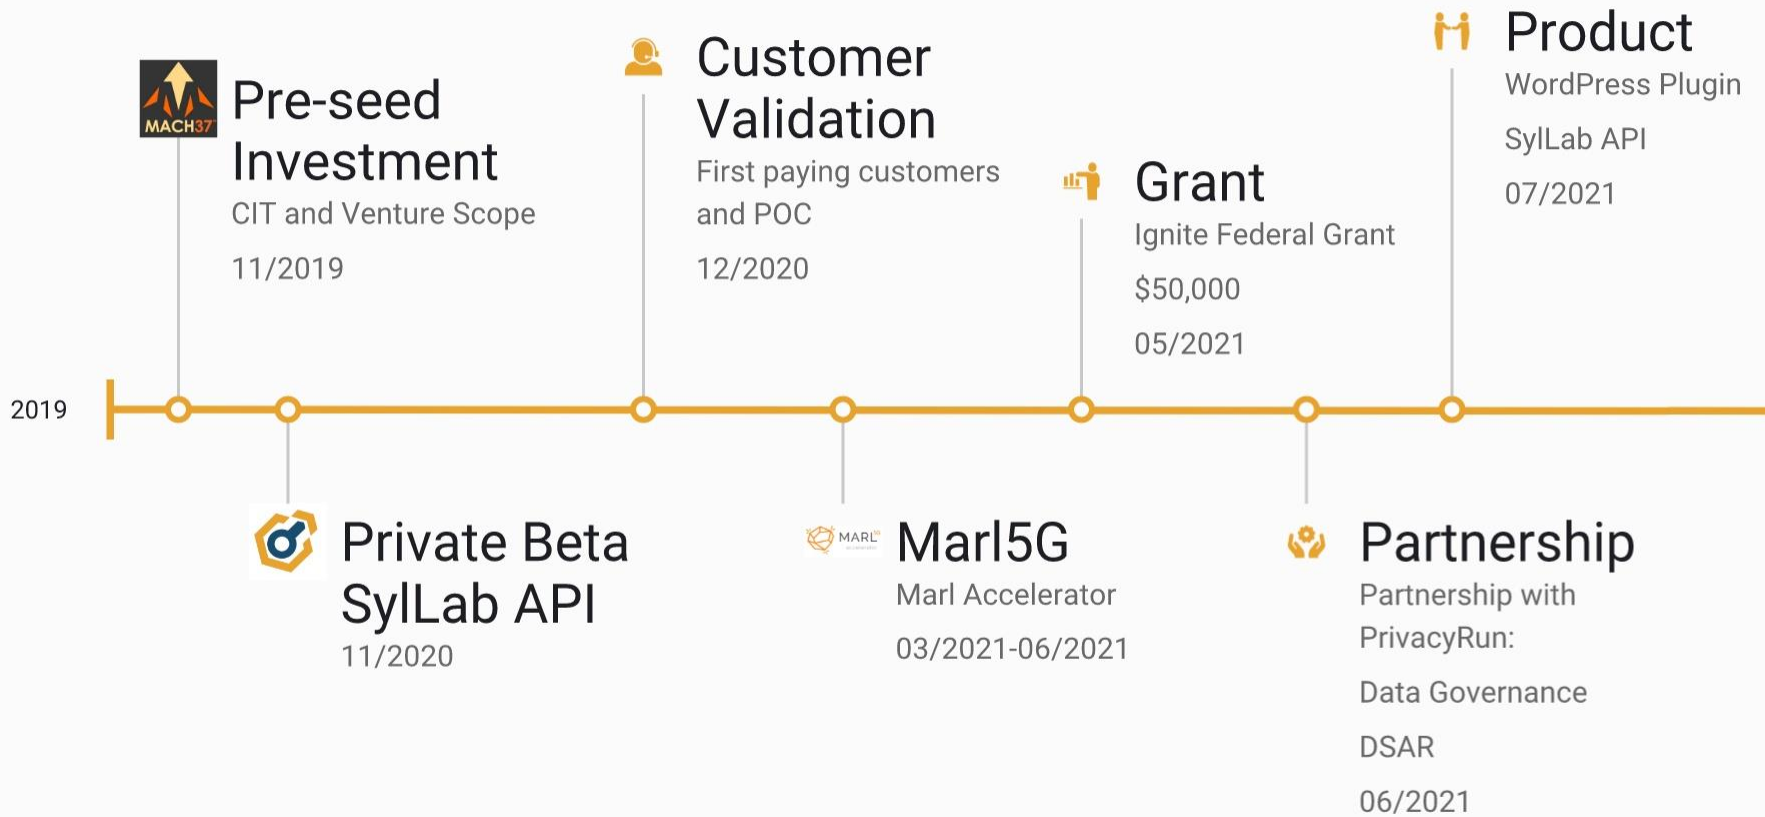 MACH37
Pre-seed
Investment
CIT and Venture Scope
11/2019
Customer
Validation
First paying customers
and POC
12/2020
Grant
Ignite Federal Grant
$50,000
05/2021
Product
WordPress Plugin
SylLab API
07/2021
2019
Private Beta
SylLab API
11/2020
MARL
Marl5G
Marl Accelerator
03/2021-06/2021
Partnership
Partnership with
PrivacyRun:
Data Governance
DSAR
06/2021